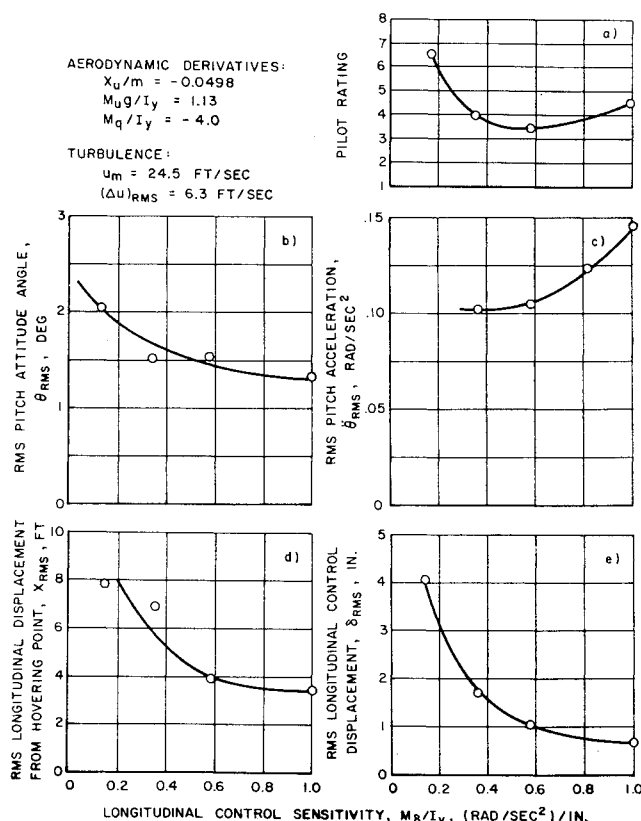 AERODYNAMIC DERIVATIVES:
Xu/m = -0.0498
Mug/Iy = 1.13
Mq/Iy = -4.0
TURBULENCE:
um = 24.5 FT/SEC
(Δu)RMS = 6.3 FT/SEC
a)
PILOT RATING
8
7
6
5
4
3
2
1
b)
RMS PITCH ATTITUDE ANGLE,
θRMS, DEG
3
2
1
0
c)
RMS PITCH ACCELERATION,
θ̈RMS, RAD/SEC²
.15
.10
.05
0
d)
RMS LONGITUDINAL DISPLACEMENT
FROM HOVERING POINT, XRMS, FT
10
8
6
4
2
0
0 0.2 0.4 0.6 0.8 1.0
e)
RMS LONGITUDINAL CONTROL
DISPLACEMENT, δRMS, IN.
5
4
3
2
1
0
0 0.2 0.4 0.6 0.8 1.0
LONGITUDINAL CONTROL SENSITIVITY, Mδ/Iy, (RAD/SEC²)/IN.